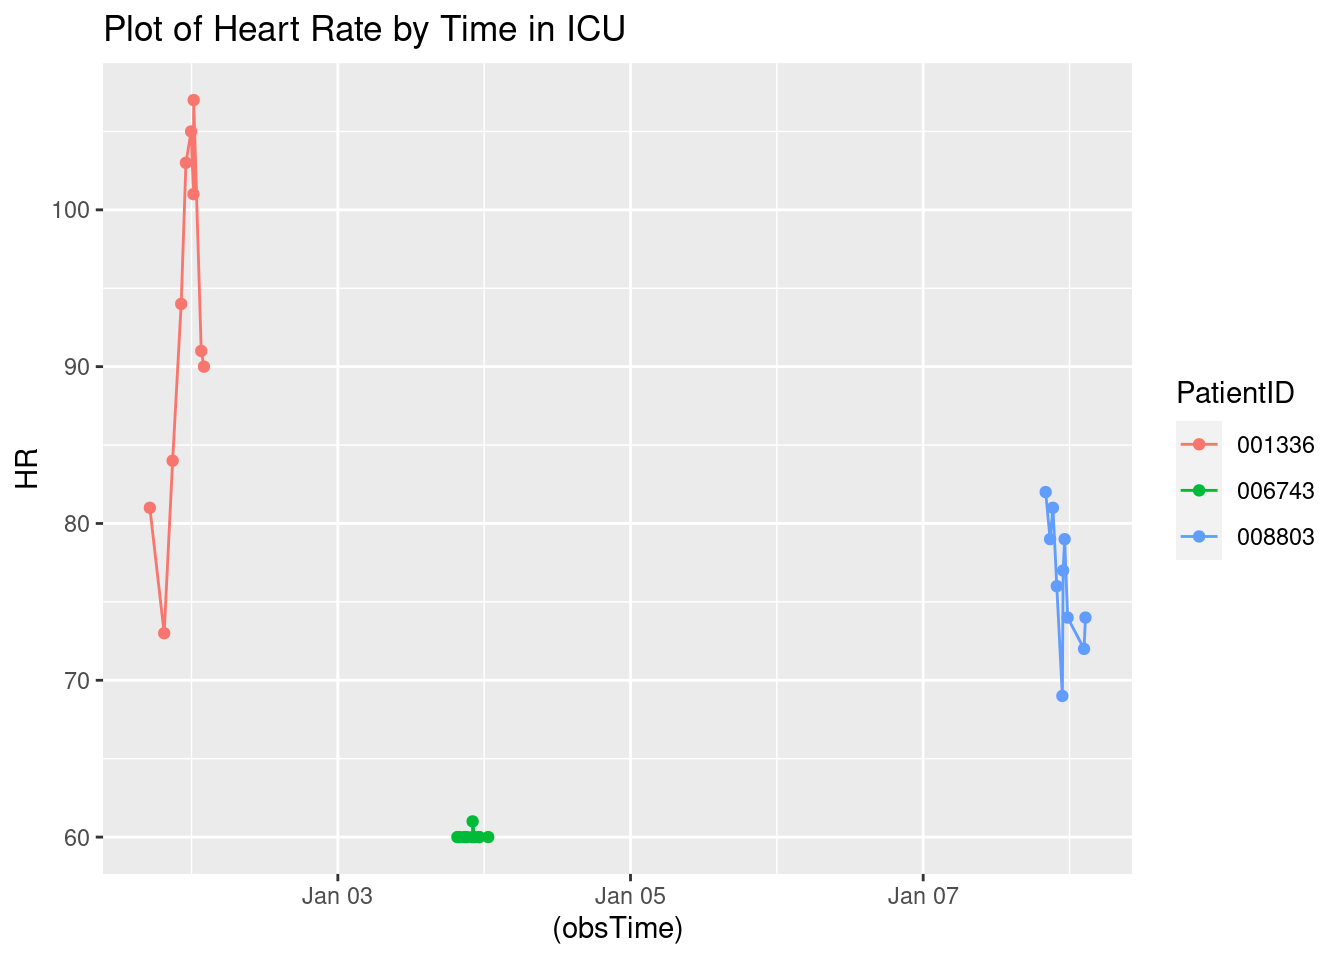 Plot of Heart Rate by Time in ICU
100
90
80
70
60
HR
Jan 03
Jan 05
Jan 07
(obsTime)
PatientID
001336
006743
008803